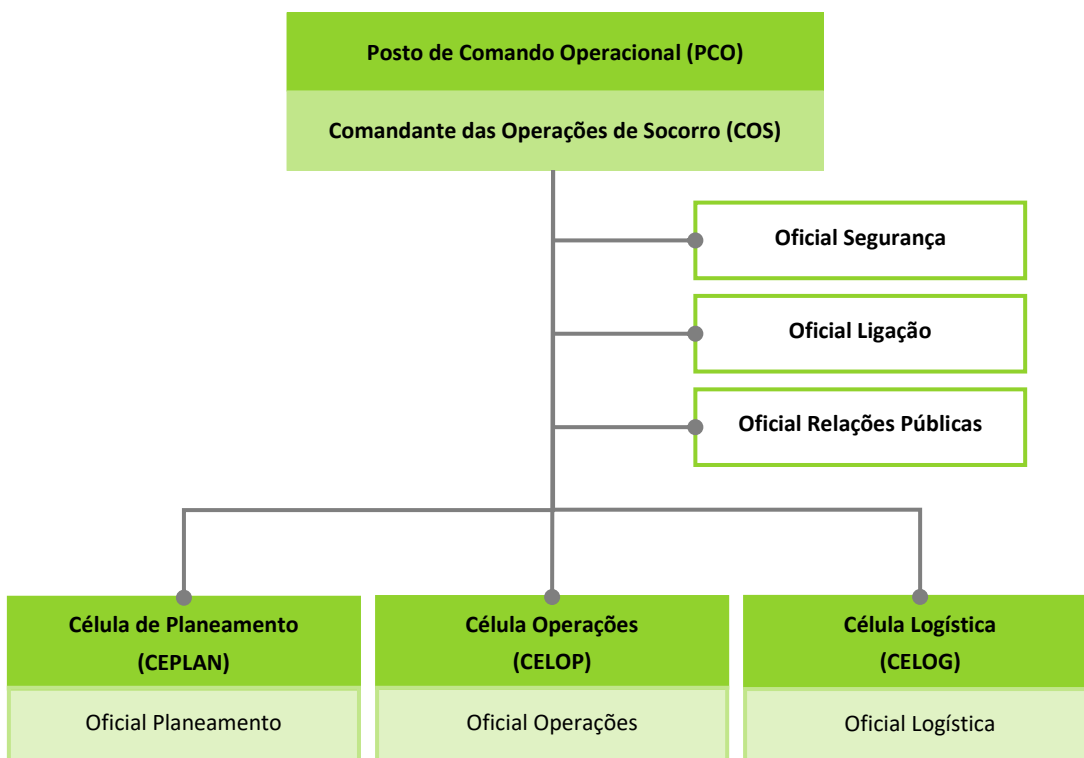 Posto de Comando Operacional (PCO)
Comandante das Operações de Socorro (COS)
Oficial Segurança
Oficial Ligação
Oficial Relações Públicas
Célula de Planeamento
(CEPLAN)
Oficial Planeamento
Célula Operações
(CELOP)
Oficial Operações
Célula Logística
(CELOG)
Oficial Logística